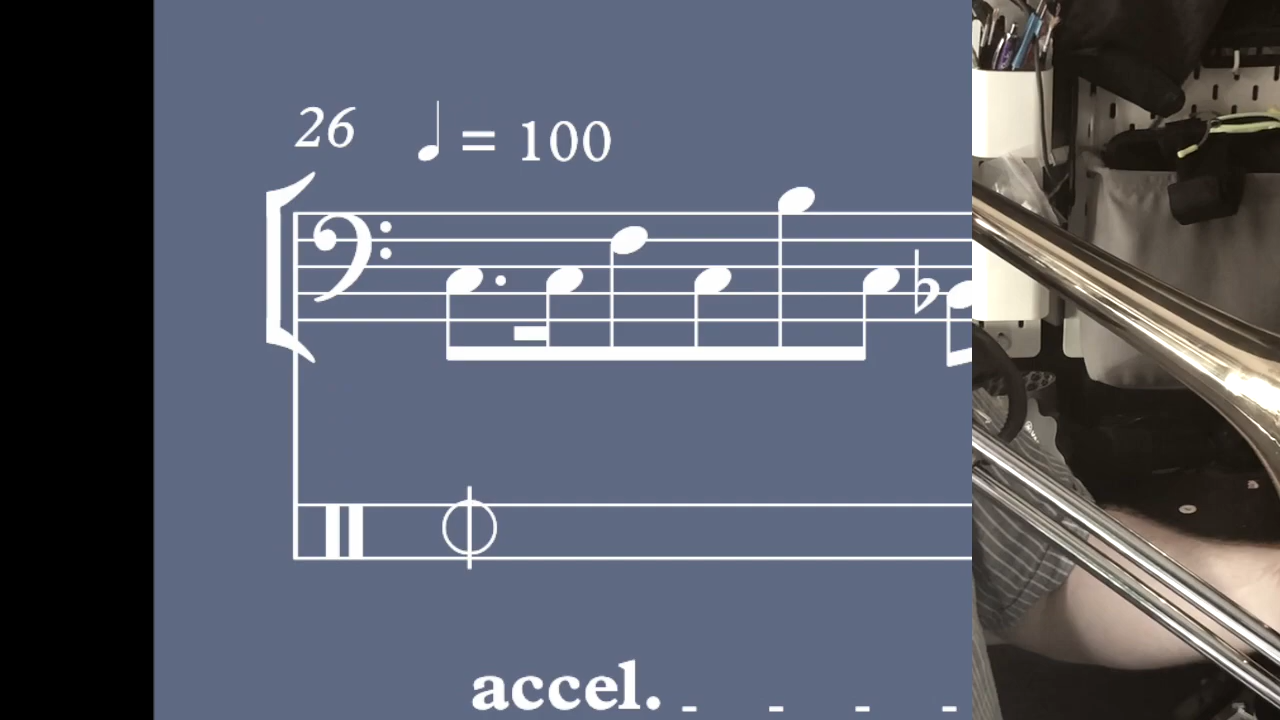 26 ♩ = 100
accel.